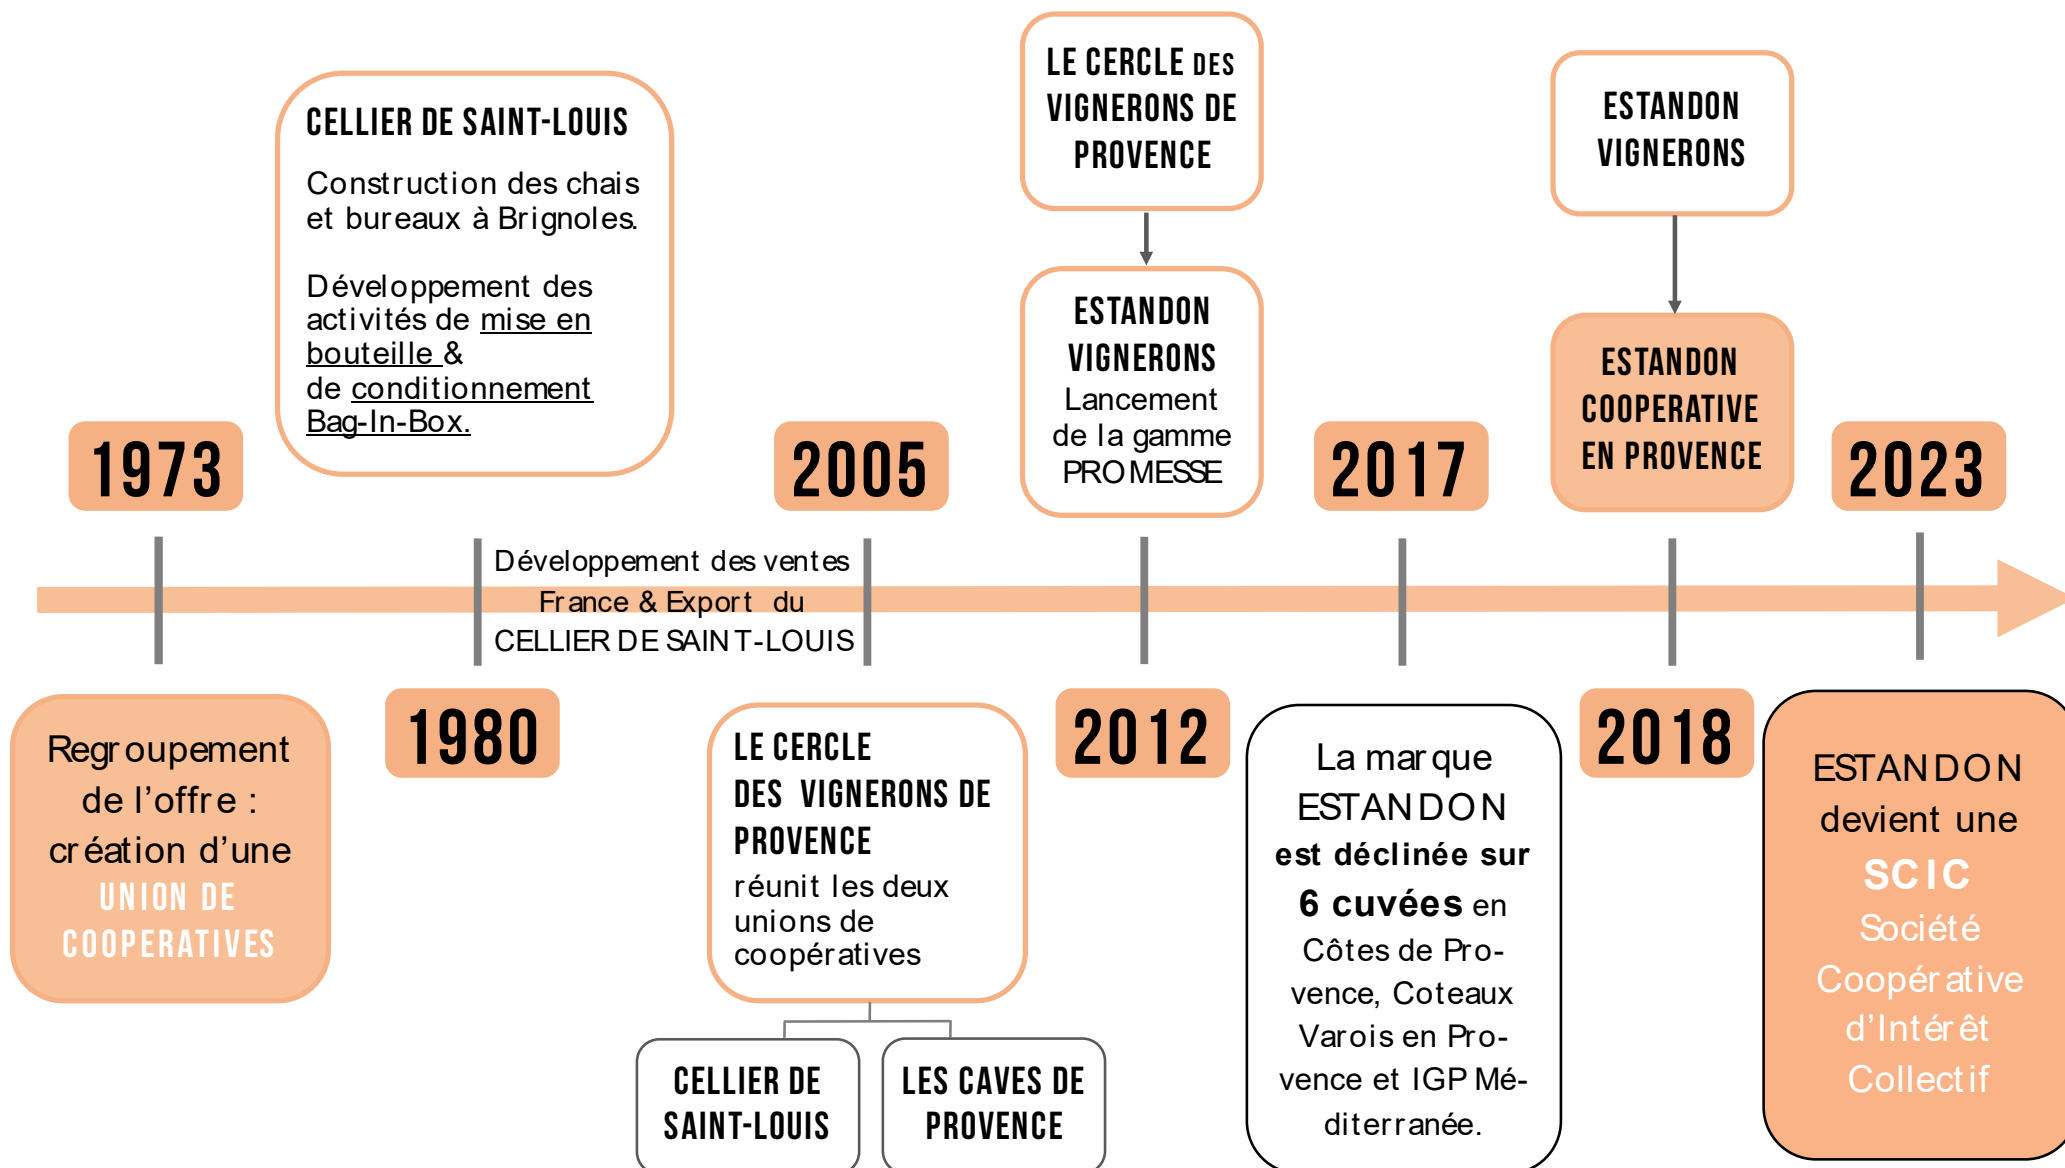 1973
Regroupement
de l'offre :
création d'une
UNION DE
COOPERATIVES
CELLIER DE SAINT-LOUIS
Construction des chais
et bureaux à Brignoles.
Développement des
activités de mise en
bouteille &
de conditionnement
Bag-In-Box.
1980
Développement des ventes
France & Export du
CELLIER DE SAINT-LOUIS
2005
LE CERCLE
DES VIGNERONS DE
PROVENCE
réunit les deux
unions de
coopératives
CELLIER DE
SAINT-LOUIS
LES CAVES DE
PROVENCE
LE CERCLE DES
VIGNERONS DE
PROVENCE
ESTANDON
VIGNERONS
Lancement
de la gamme
PROMESSE
2012
2017
La marque
ESTANDON
est déclinée sur
6 cuvées en
Côtes de Pro-
vence, Coteaux
Varois en Pro-
vence et IGP Mé-
diterranée.
ESTANDON
VIGNERONS
ESTANDON
COOPERATIVE
EN PROVENCE
2018
2023
ESTANDON
devient une
SCIC
Société
Coopérative
d'Intérêt
Collectif